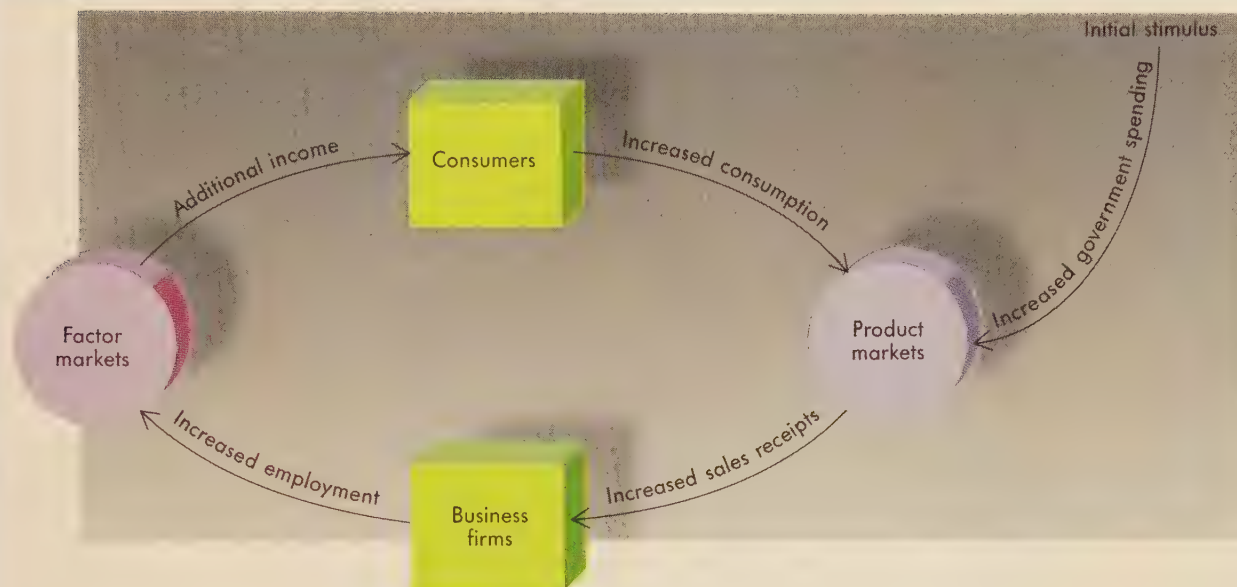 Initial stimulus
Increased government spending
Consumers
Additional income
Increased consumption
Factor
markets
Product
markets
Increased employment
Increased sales receipts
Business
firms